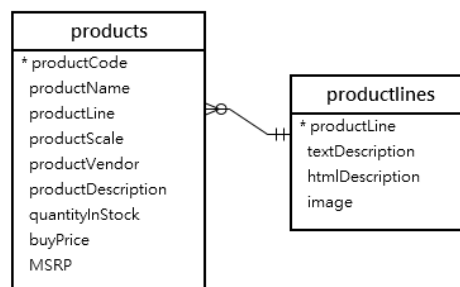 products
* productCode
productName
productLine
productScale
productVendor
productDescription
quantityInStock
buyPrice
MSRP
productlines
* productLine
textDescription
htmlDescription
image